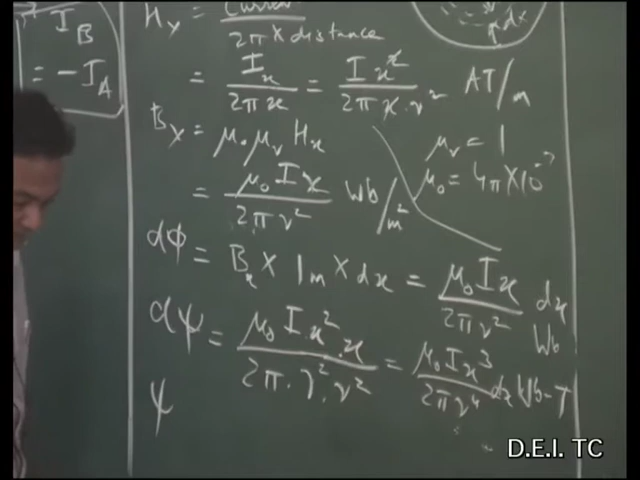 I_B
= -I_A
H_x = Current / 2π × distance
= I_x / 2πx = I x² / 2π x · r² AT/m
B_x = μ₀ μ_r H_x
μ_r = 1
= μ₀ I x / 2π r² Wb/m²
μ₀ = 4π × 10⁻⁷
dφ = B_x × 1m × dx = μ₀ I x / 2π r² dx Wb
dψ = μ₀ I · x² · x / 2π · r² · r² = μ₀ I x³ / 2π r⁴ dx Wb-T
ψ
D.E.I. TC